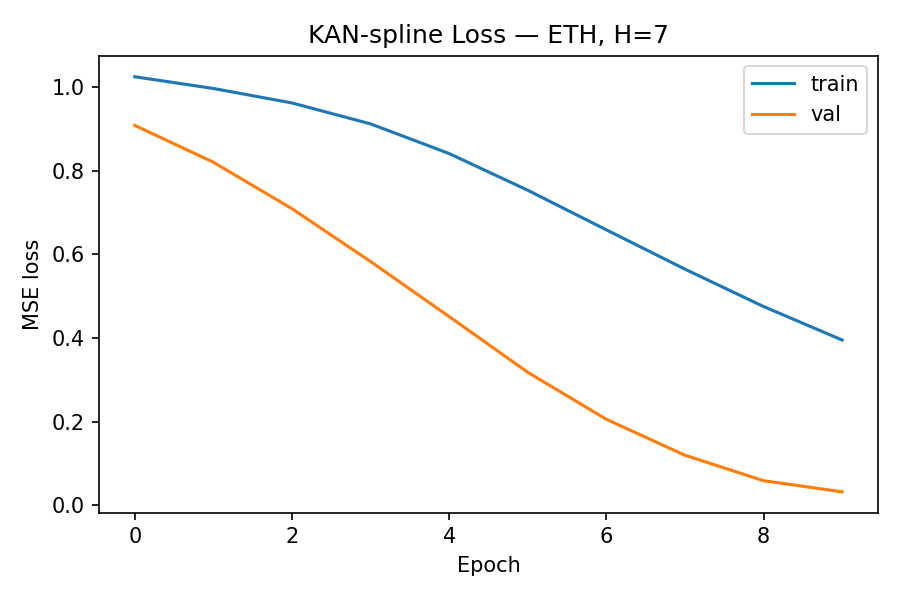 KAN-spline Loss — ETH, H=7
train
val
MSE loss
1.0
0.8
0.6
0.4
0.2
0.0
0 2 4 6 8
Epoch